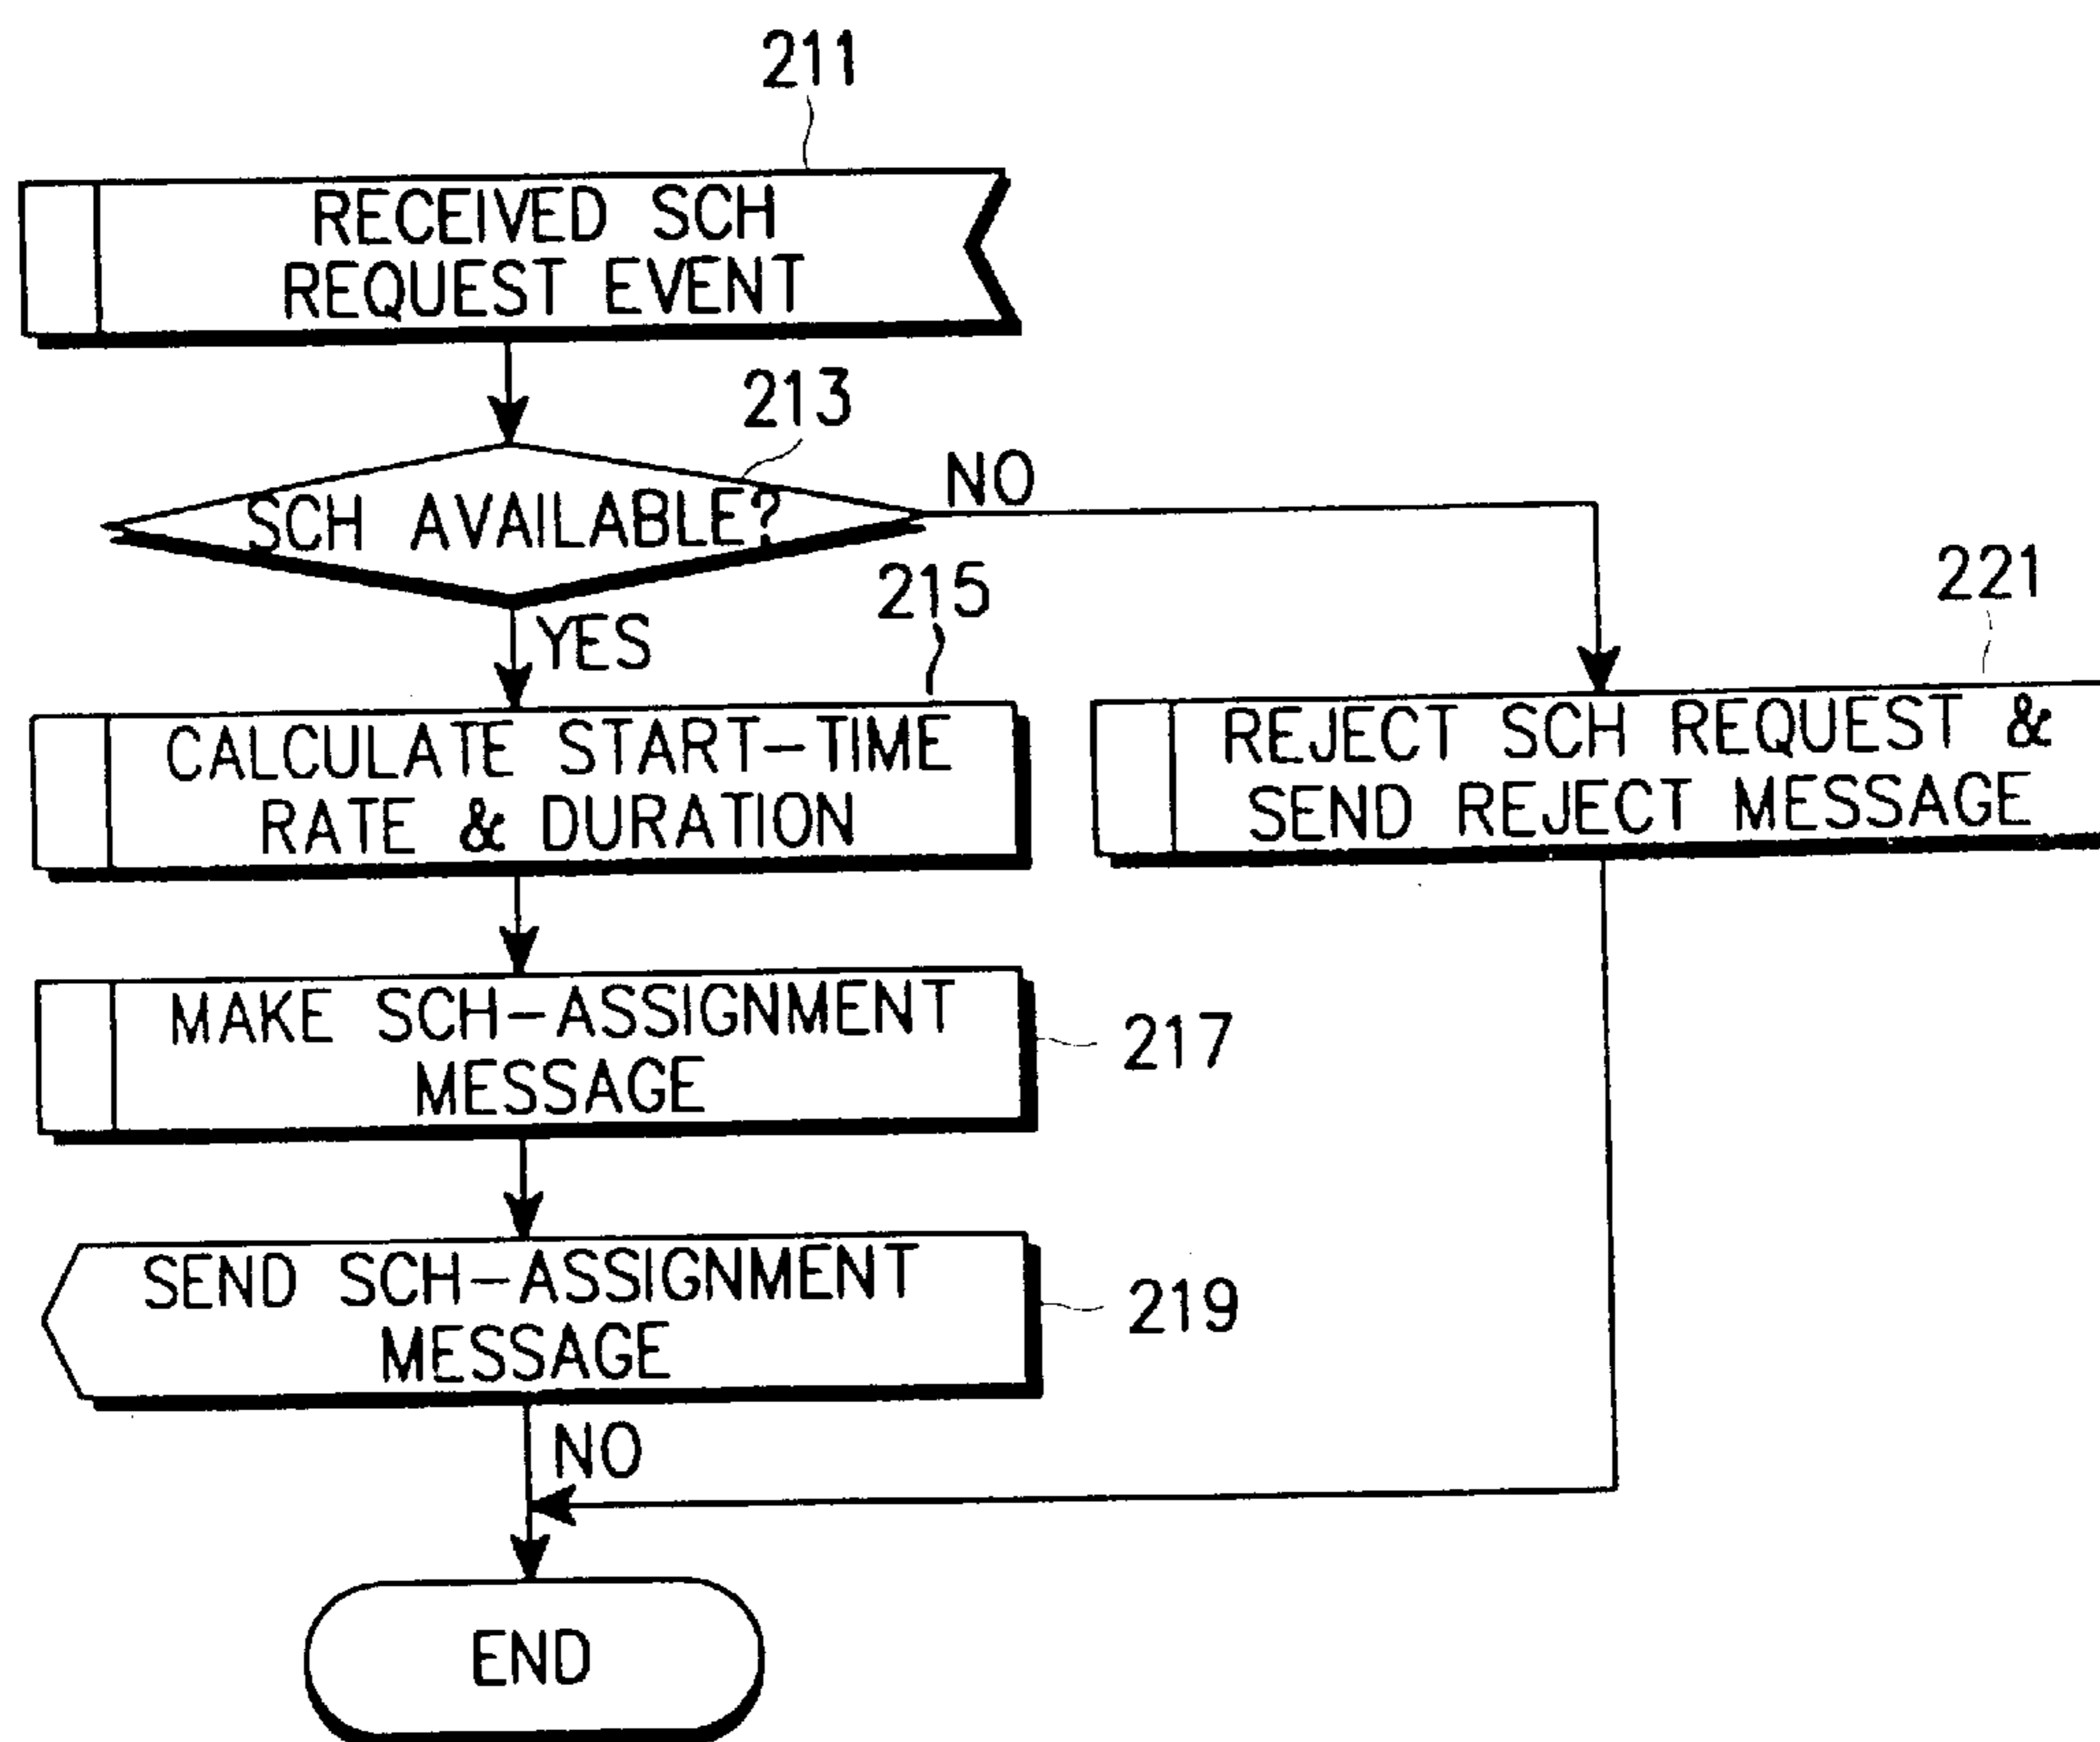 211
RECEIVED SCH
REQUEST EVENT
213
SCH AVAILABLE?
NO
YES
215
CALCULATE START-TIME
RATE & DURATION
221
REJECT SCH REQUEST &
SEND REJECT MESSAGE
MAKE SCH-ASSIGNMENT
MESSAGE
217
SEND SCH-ASSIGNMENT
MESSAGE
219
NO
END